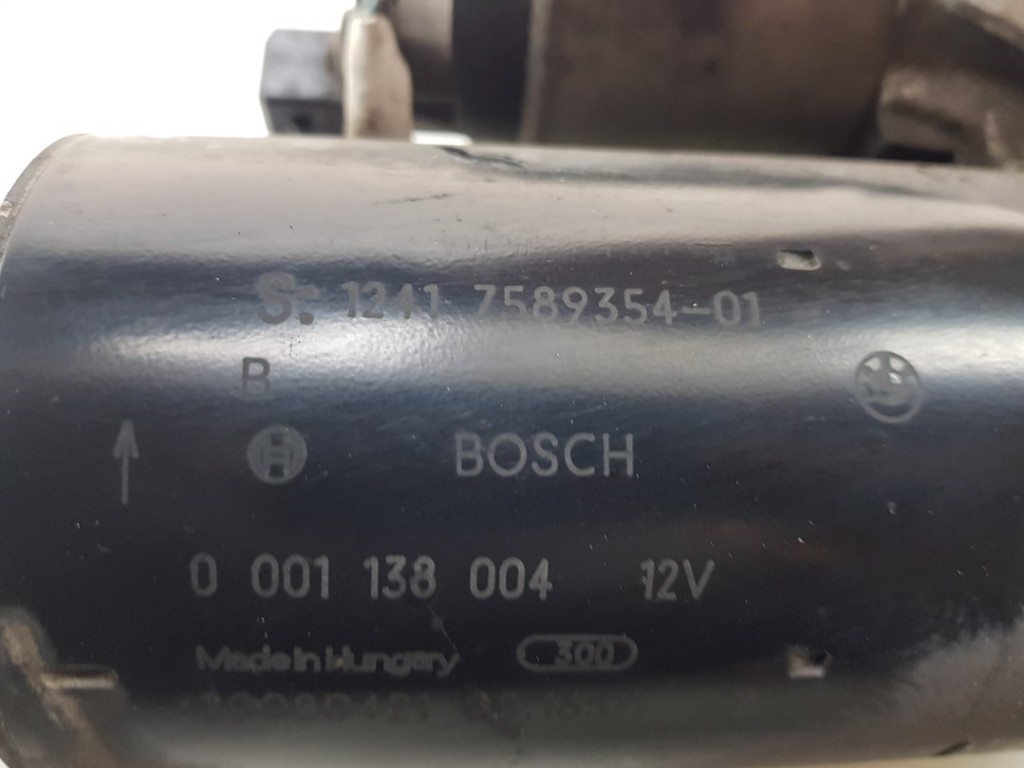 S: 1241 7589354-01
B
BOSCH
0 001 138 004 12V
Made in Hungary 300